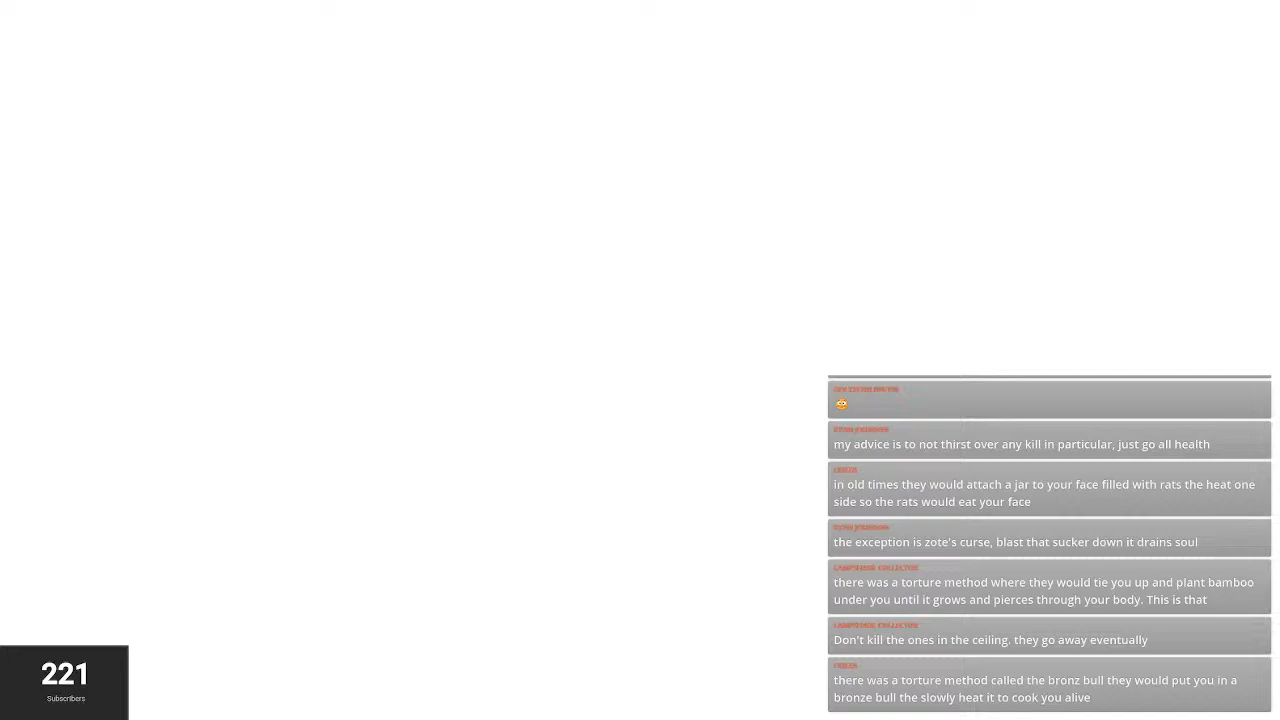 my advice is to not thirst over any kill in particular, just go all health
in old times they would attach a jar to your face filled with rats the heat one
side so the rats would eat your face
the exception is zote's curse, blast that sucker down it drains soul
LAMPSHADE COLLECTOR
there was a torture method where they would tie you up and plant bamboo
under you until it grows and pierces through your body. This is that
LAMPSHADE COLLECTOR
Don't kill the ones in the ceiling. they go away eventually
there was a torture method called the bronz bull they would put you in a
bronze bull the slowly heat it to cook you alive
221
Subscribers